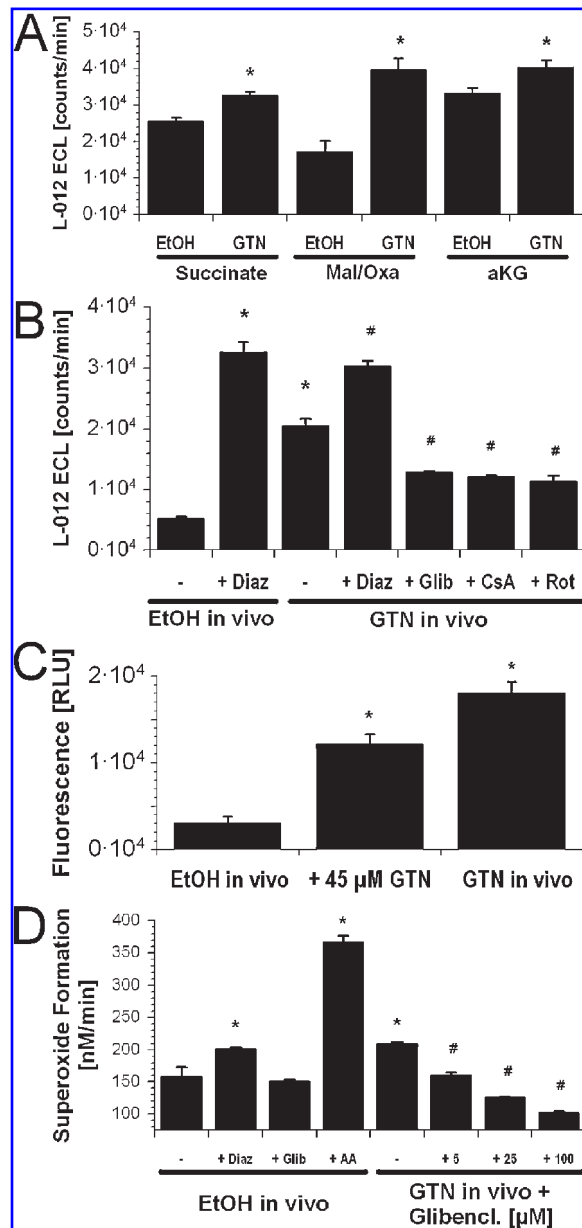 A
L-012 ECL [counts/min]
5·10⁴
4·10⁴
3·10⁴
2·10⁴
1·10⁴
0·10⁴
* * *
EtOH GTN EtOH GTN EtOH GTN
Succinate Mal/Oxa aKG
B
L-012 ECL [counts/min]
4·10⁴
3·10⁴
2·10⁴
1·10⁴
0·10⁴
* * # # # #
- + Diaz - + Diaz + Glib + CsA + Rot
EtOH in vivo GTN in vivo
C
Fluorescence [RLU]
2·10⁴
1·10⁴
0·10⁴
* *
EtOH in vivo + 45 µM GTN GTN in vivo
D
Superoxide Formation
[nM/min]
400
350
300
250
200
150
100
* * * # # #
- + Diaz + Glib + AA - + 5 + 25 + 100
EtOH in vivo GTN in vivo +
Glibencl. [µM]